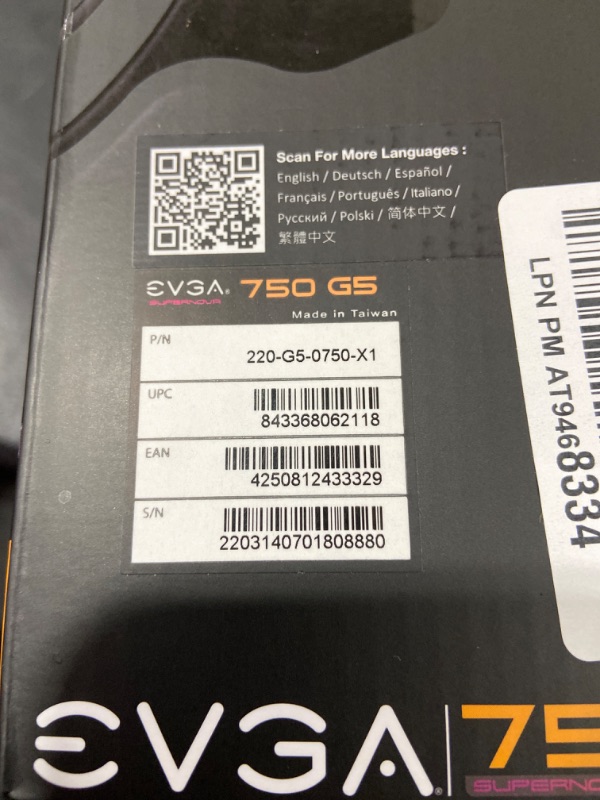 Scan For More Languages :
English / Deutsch / Español /
Français / Português / Italiano /
Русский / Polski / 简体中文 /
繁體中文
EVGA® 750 G5
SUPERNOVA
Made in Taiwan
P/N
220-G5-0750-X1
UPC
843368062118
EAN
4250812433329
S/N
2203140701808880
LPN PM AT9468334
EVGA® 75
SUPERNO